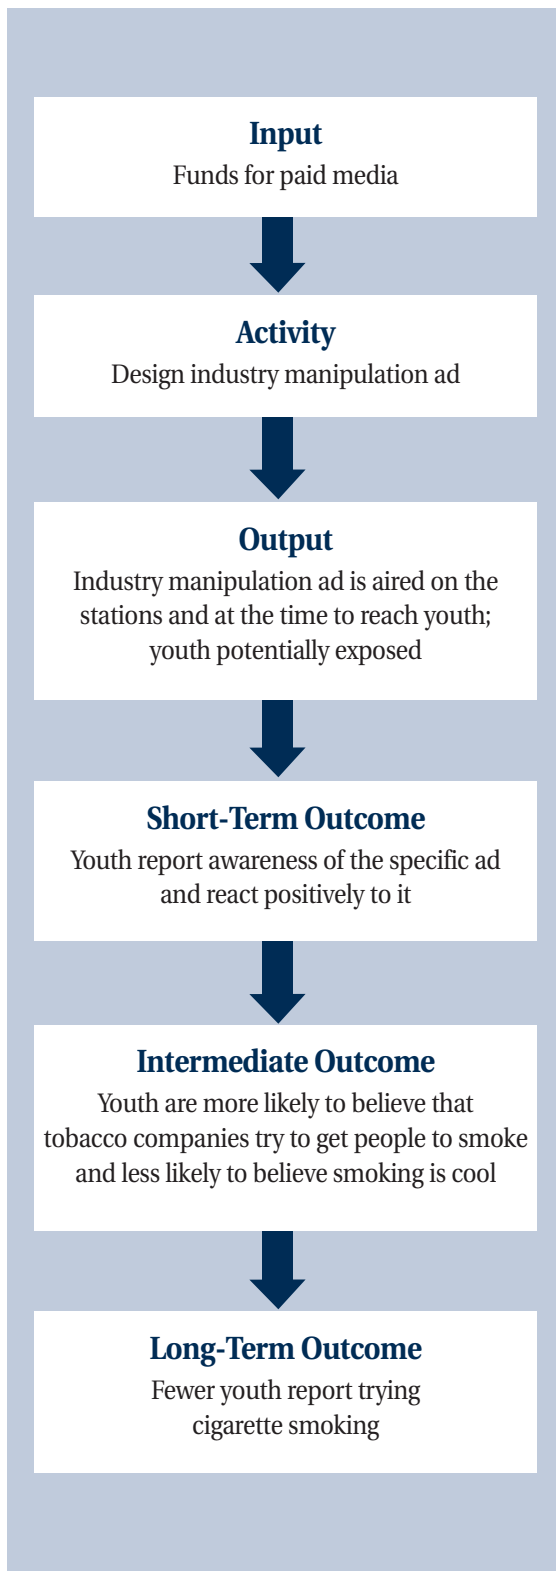 Input
Funds for paid media
Activity
Design industry manipulation ad
Output
Industry manipulation ad is aired on the
stations and at the time to reach youth;
youth potentially exposed
Short-Term Outcome
Youth report awareness of the specific ad
and react positively to it
Intermediate Outcome
Youth are more likely to believe that
tobacco companies try to get people to smoke
and less likely to believe smoking is cool
Long-Term Outcome
Fewer youth report trying
cigarette smoking